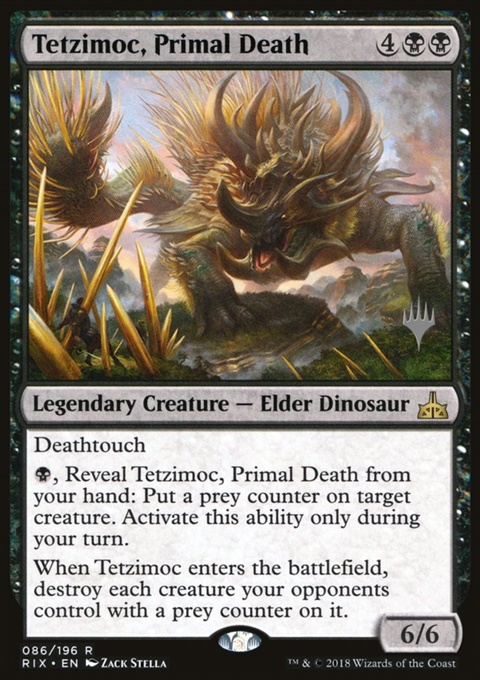 Tetzimoc, Primal Death 4
Legendary Creature — Elder Dinosaur
Deathtouch
, Reveal Tetzimoc, Primal Death from
your hand: Put a prey counter on target
creature. Activate this ability only during
your turn.
When Tetzimoc enters the battlefield,
destroy each creature your opponents
control with a prey counter on it.
6/6
086/196 R
RIX • EN Zack Stella
™ & © 2018 Wizards of the Coast